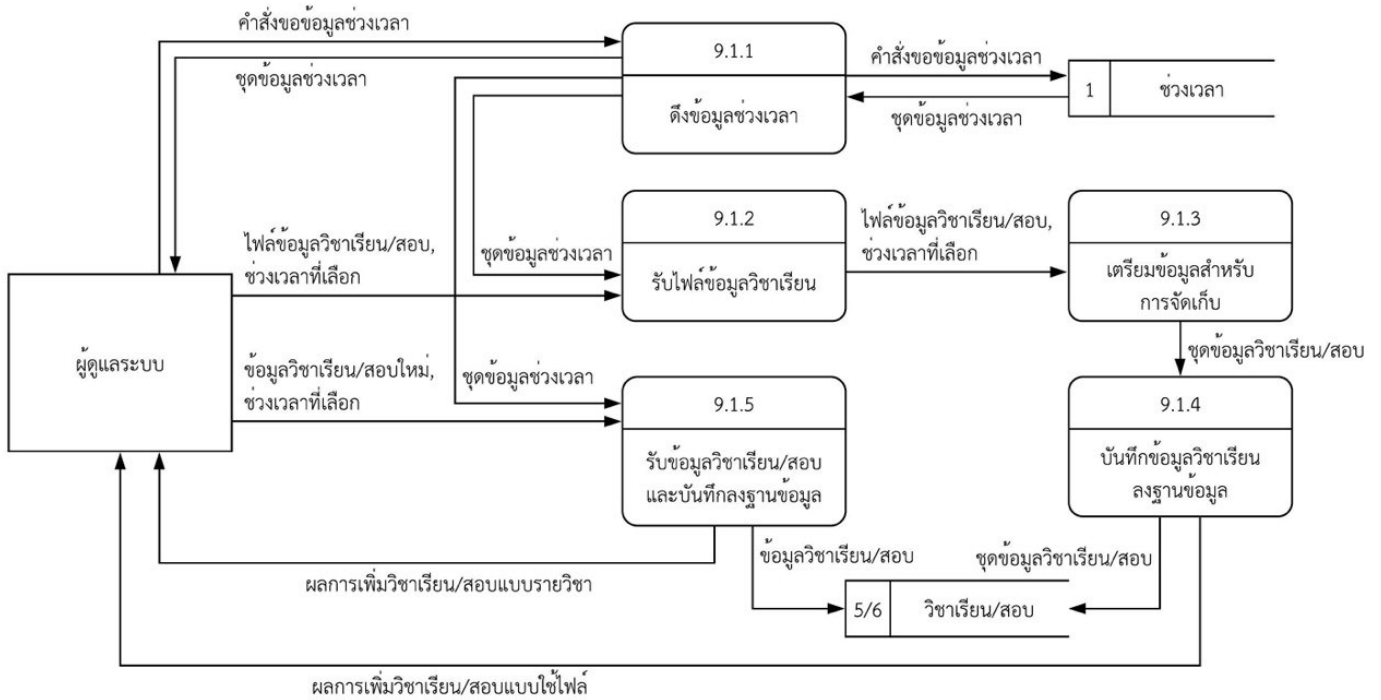 คำสั่งขอข้อมูลช่วงเวลา
ชุดข้อมูลช่วงเวลา
9.1.1
ดึงข้อมูลช่วงเวลา
คำสั่งขอข้อมูลช่วงเวลา
ชุดข้อมูลช่วงเวลา
1
ช่วงเวลา
ไฟล์ข้อมูลวิชาเรียน/สอบ,
ช่วงเวลาที่เลือก
ชุดข้อมูลช่วงเวลา
9.1.2
รับไฟล์ข้อมูลวิชาเรียน
ไฟล์ข้อมูลวิชาเรียน/สอบ,
ช่วงเวลาที่เลือก
9.1.3
เตรียมข้อมูลสำหรับ
การจัดเก็บ
ชุดข้อมูลวิชาเรียน/สอบ
ผู้ดูแลระบบ
ข้อมูลวิชาเรียน/สอบใหม่,
ช่วงเวลาที่เลือก
ชุดข้อมูลช่วงเวลา
9.1.5
รับข้อมูลวิชาเรียน/สอบ
และบันทึกลงฐานข้อมูล
9.1.4
บันทึกข้อมูลวิชาเรียน
ลงฐานข้อมูล
ข้อมูลวิชาเรียน/สอบ
ชุดข้อมูลวิชาเรียน/สอบ
ผลการเพิ่มวิชาเรียน/สอบแบบรายวิชา
5/6
วิชาเรียน/สอบ
ผลการเพิ่มวิชาเรียน/สอบแบบใช้ไฟล์